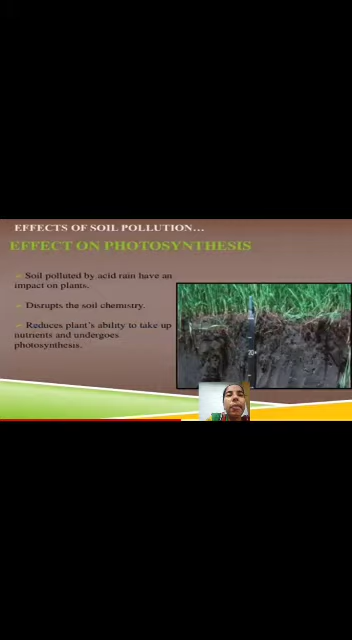 EFFECTS OF SOIL POLLUTION...
EFFECT ON PHOTOSYNTHESIS
Soil polluted by acid rain have an
impact on plants.
Disrupts the soil chemistry.
Reduces plant's ability to take up
nutrients and undergoes
photosynthesis.